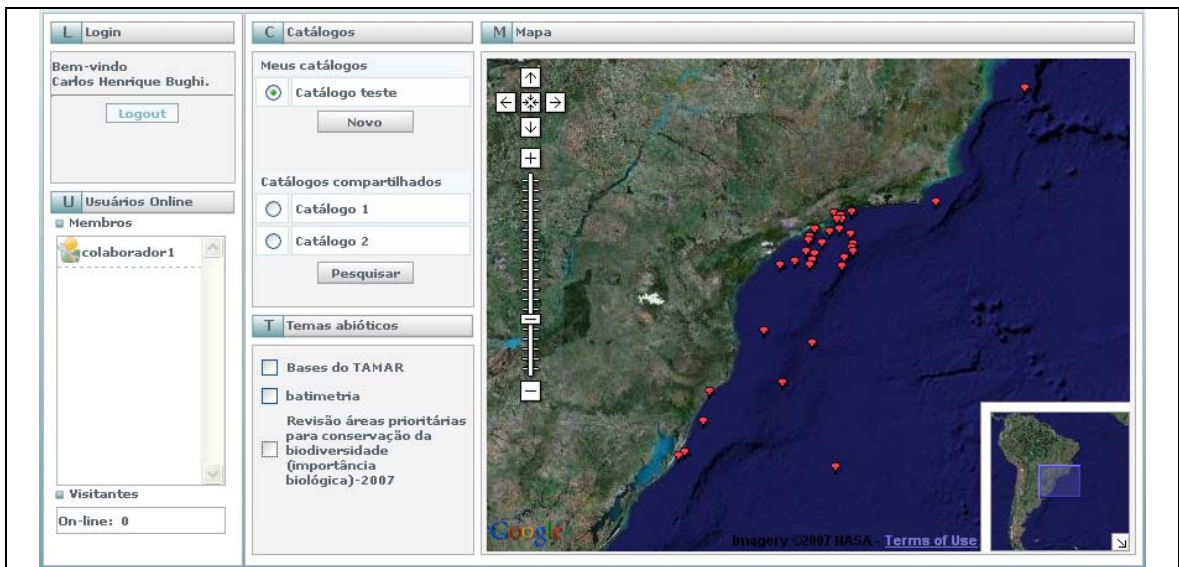 L Login
Bem-vindo
Carlos Henrique Bughi.
Logout
U Usuários Online
Membros
colaborador1
Visitantes
On-line: 0
C Catálogos
Meus catálogos
Catálogo teste
Novo
Catálogos compartilhados
Catálogo 1
Catálogo 2
Pesquisar
T Temas abióticos
Bases do TAMAR
batimetria
Revisão áreas prioritárias
para conservação da
biodiversidade
(importância
biológica)-2007
M Mapa
Google
Imagery ©2007 NASA - Terms of Use